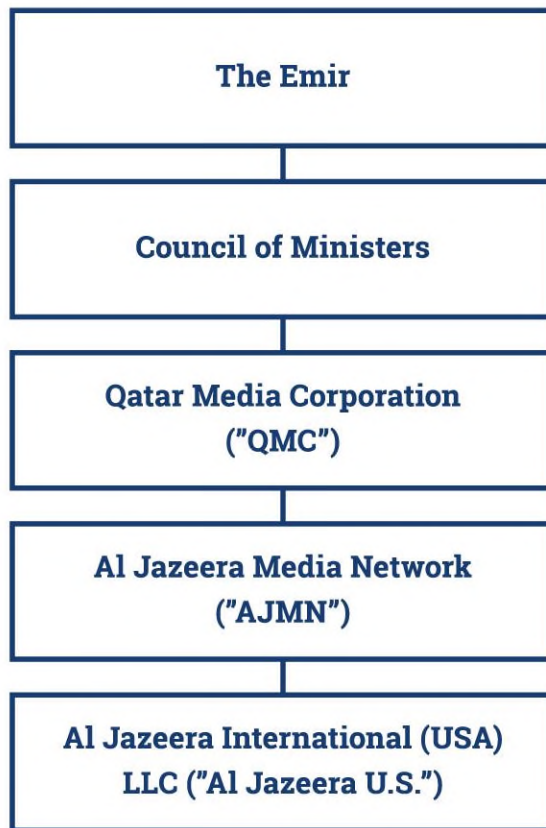 The Emir
Council of Ministers
Qatar Media Corporation
(”QMC”)
Al Jazeera Media Network
(”AJMN”)
Al Jazeera International (USA)
LLC (”Al Jazeera U.S.”)